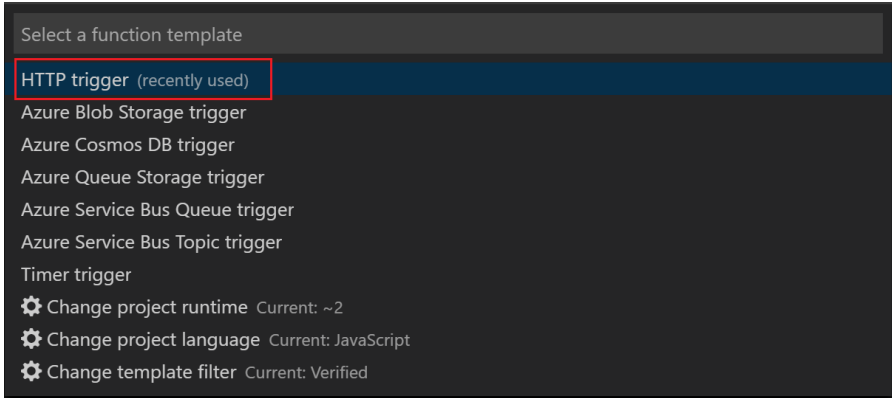 Select a function template
HTTP trigger (recently used)
Azure Blob Storage trigger
Azure Cosmos DB trigger
Azure Queue Storage trigger
Azure Service Bus Queue trigger
Azure Service Bus Topic trigger
Timer trigger
Change project runtime Current: ~2
Change project language Current: JavaScript
Change template filter Current: Verified